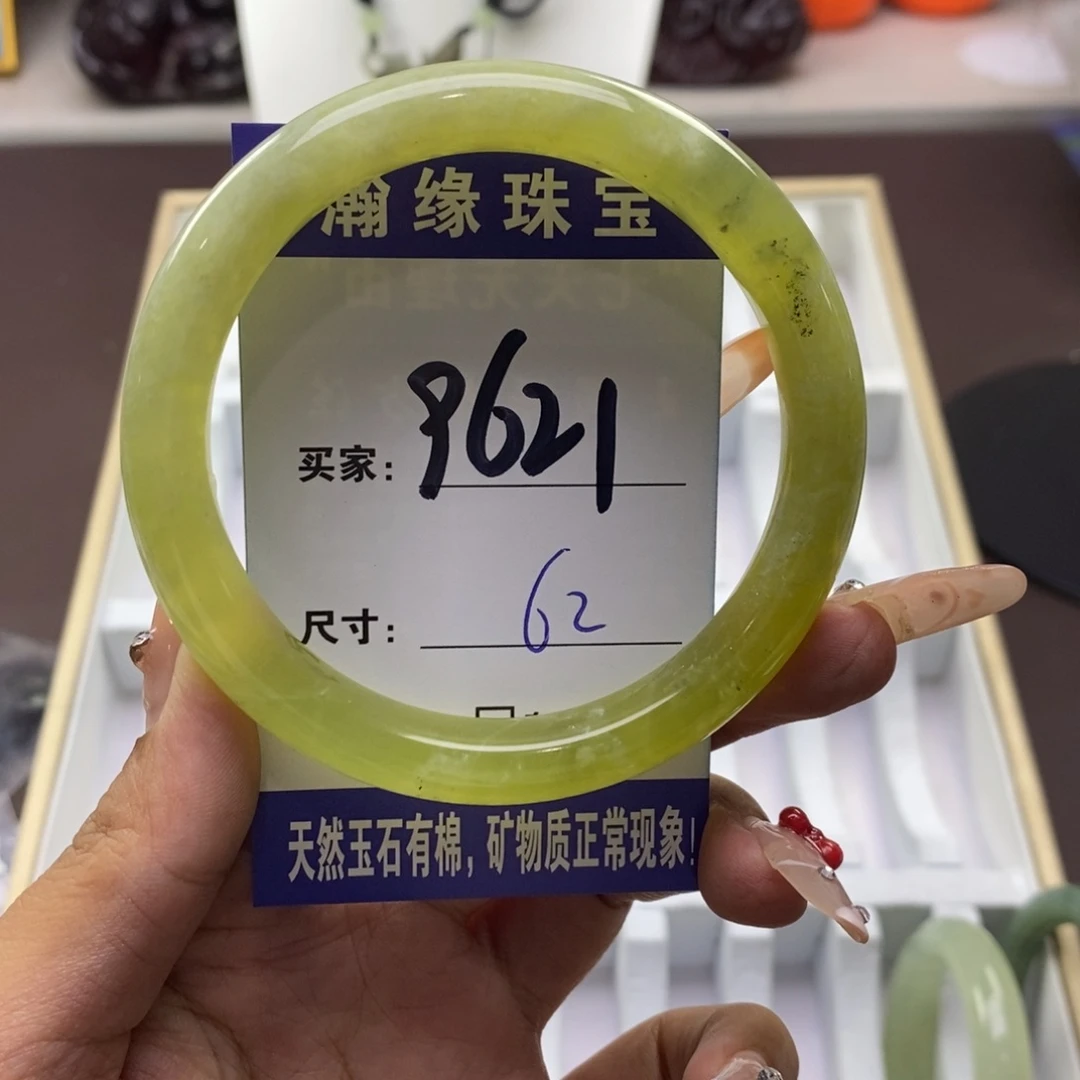 瀚缘珠宝
买家: 9621
尺寸: 62
天然玉石有棉,矿物质正常现象!